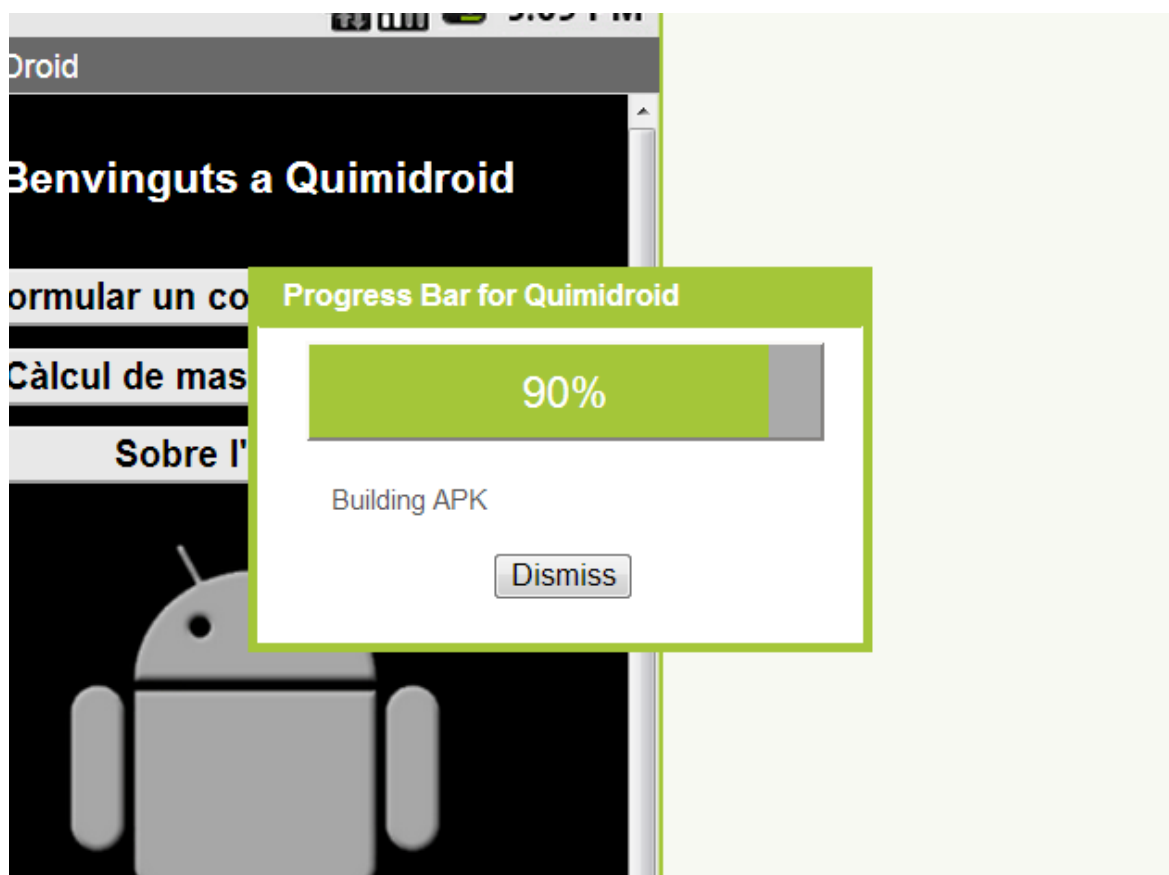 Droid
Benvinguts a Quimidroid
ormular un co
Càlcul de mas
Sobre l'
Progress Bar for Quimidroid
90%
Building APK
Dismiss